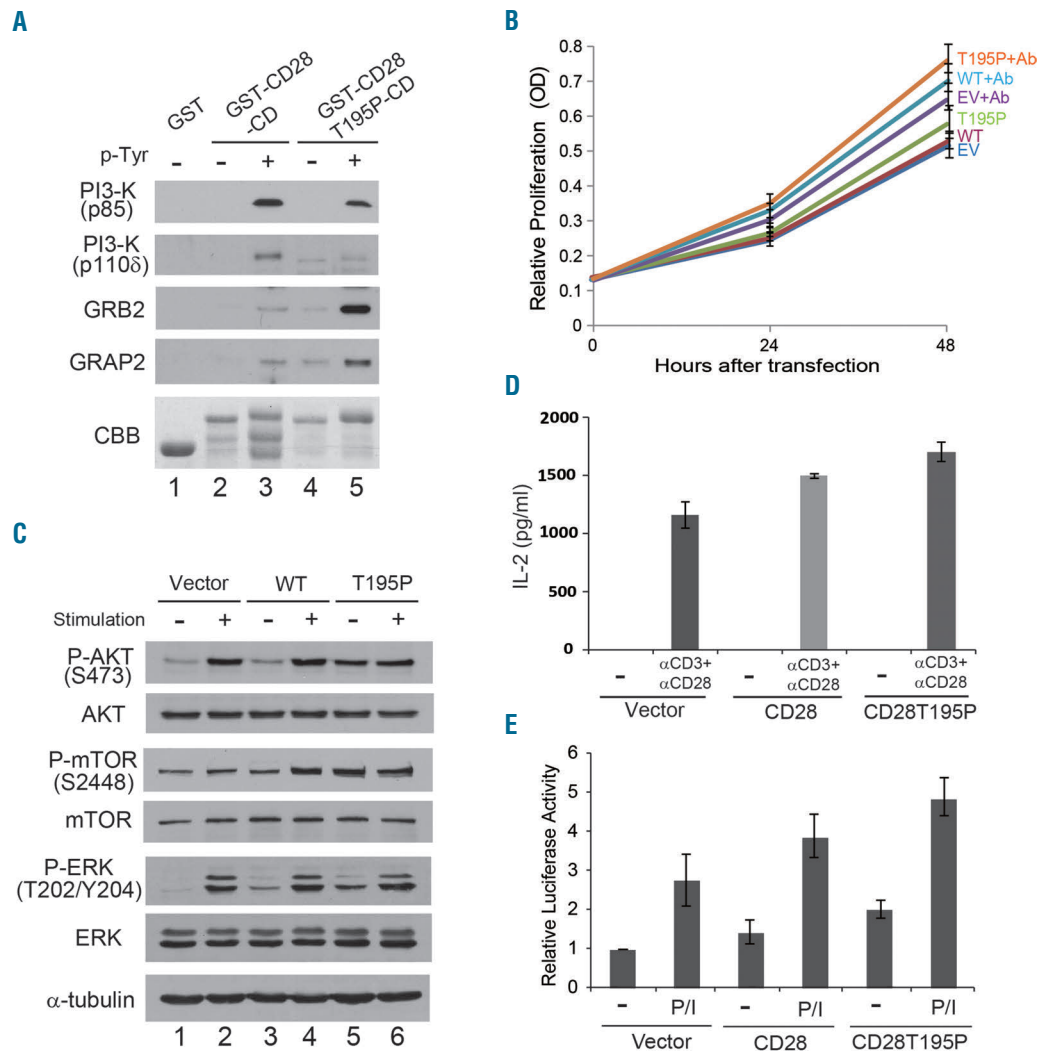 A
GST
GST-CD28
-CD
GST-CD28
T195P-CD
p-Tyr - - + - +
PI3-K
(p85)
PI3-K
(p110δ)
GRB2
GRAP2
CBB
1 2 3 4 5
B
Relative Proliferation (OD)
0.8
0.7
0.6
0.5
0.4
0.3
0.2
0.1
0
T195P+Ab
WT+Ab
EV+Ab
T195P
WT
EV
0 24 48
Hours after transfection
C
Vector WT T195P
Stimulation - + - + - +
P-AKT
(S473)
AKT
P-mTOR
(S2448)
mTOR
P-ERK
(T202/Y204)
ERK
α-tubulin
1 2 3 4 5 6
D
IL-2 (pg/ml)
2000
1500
1000
500
0
- αCD3+ - αCD3+ - αCD3+
αCD28 αCD28 αCD28
Vector CD28 CD28T195P
E
Relative Luciferase Activity
6
5
4
3
2
1
0
- P/I - P/I - P/I
Vector CD28 CD28T195P